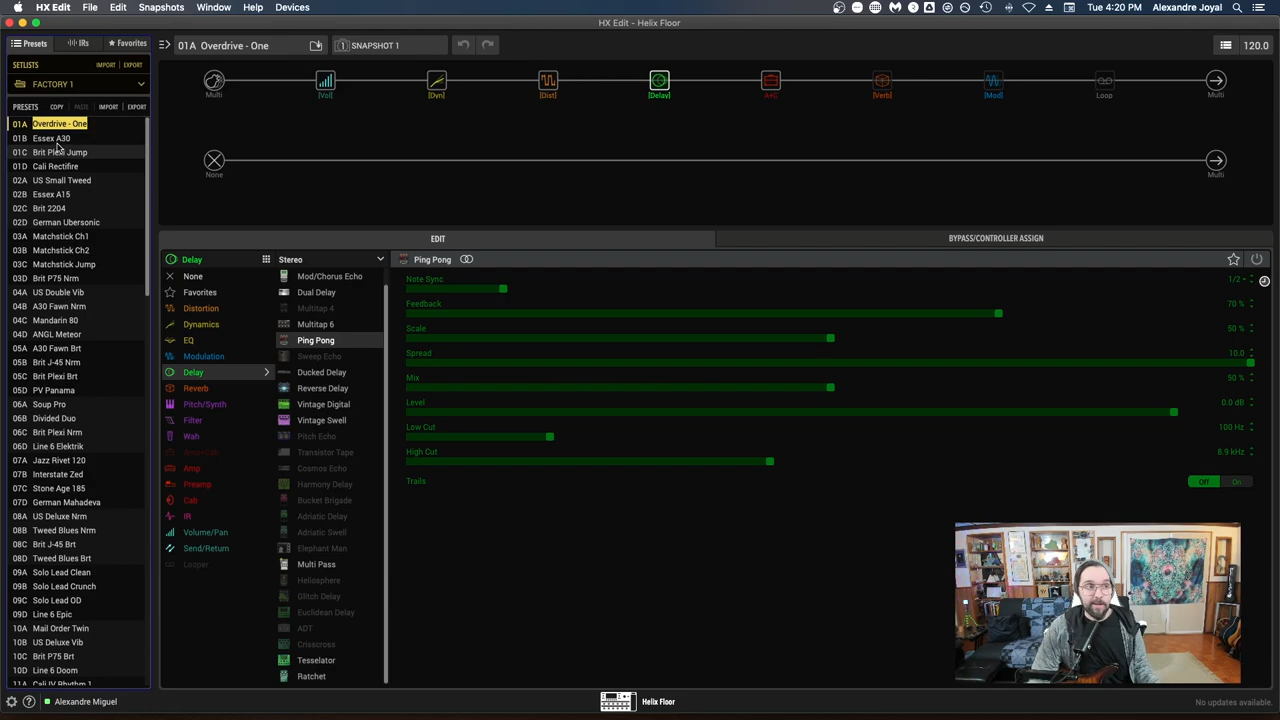 HX Edit File Edit Snapshots Window Help Devices
Tue 4:20 PM Alexandre Joyal
HX Edit - Helix Floor
Presets IRs Favorites
01A Overdrive - One
1 SNAPSHOT 1
120.0
SETLISTS IMPORT EXPORT
FACTORY 1
PRESETS COPY PASTE IMPORT EXPORT
Multi [Vol] [Dyn] [Dist] [Delay] A+C [Verb] [Mod] Loop Multi
None Multi
01A Overdrive - One
01B Essex A30
01C Brit Plexi Jump
01D Cali Rectifire
02A US Small Tweed
02B Essex A15
02C Brit 2204
02D German Ubersonic
03A Matchstick Ch1
03B Matchstick Ch2
03C Matchstick Jump
03D Brit P75 Nrm
04A US Double Vib
04B A30 Fawn Nrm
04C Mandarin 80
04D ANGL Meteor
05A A30 Fawn Brt
05B Brit J-45 Nrm
05C Brit Plexi Brt
05D PV Panama
06A Soup Pro
06B Divided Duo
06C Brit Plexi Nrm
06D Line 6 Elektrik
07A Jazz Rivet 120
07B Interstate Zed
07C Stone Age 185
07D German Mahadeva
08A US Deluxe Nrm
08B Tweed Blues Nrm
08C Brit J-45 Brt
08D Tweed Blues Brt
09A Solo Lead Clean
09B Solo Lead Crunch
09C Solo Lead OD
09D Line 6 Epic
10A Mail Order Twin
10B US Deluxe Vib
10C Brit P75 Brt
10D Line 6 Doom
11A Cali IV Rhythm 1
EDIT
BYPASS/CONTROLLER ASSIGN
Delay
None
Favorites
Distortion
Dynamics
EQ
Modulation
Delay
Reverb
Pitch/Synth
Filter
Wah
Amp+Cab
Amp
Preamp
Cab
IR
Volume/Pan
Send/Return
Looper
Stereo
Mod/Chorus Echo
Dual Delay
Multitap 4
Multitap 6
Ping Pong
Sweep Echo
Ducked Delay
Reverse Delay
Vintage Digital
Vintage Swell
Pitch Echo
Transistor Tape
Cosmos Echo
Harmony Delay
Bucket Brigade
Adriatic Delay
Adriatic Swell
Elephant Man
Multi Pass
Heliosphere
Glitch Delay
Euclidean Delay
ADT
Crisscross
Tesselator
Ratchet
Ping Pong
Note Sync 1/2
Feedback 70 %
Scale 50 %
Spread 10.0
Mix 50 %
Level 0.0 dB
Low Cut 100 Hz
High Cut 8.9 kHz
Trails Off On
Alexandre Miguel
Helix Floor
No updates available.